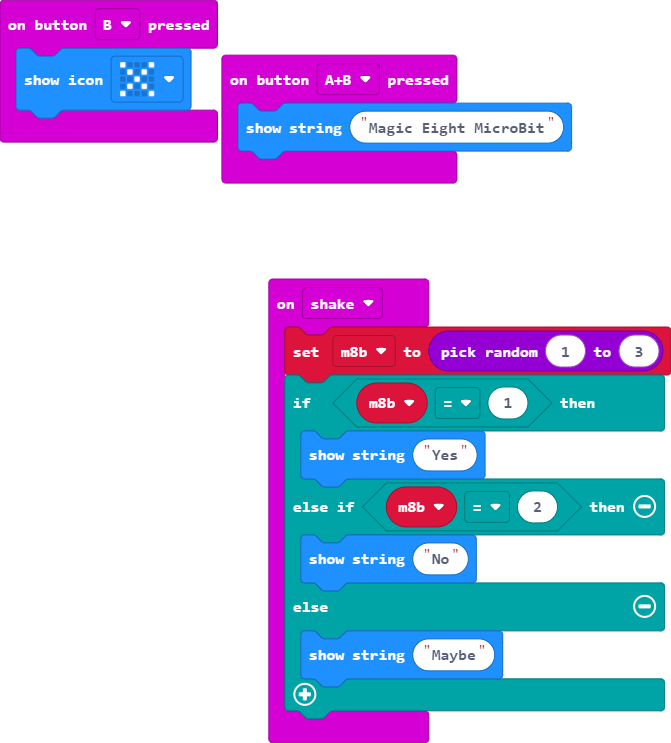 on button B pressed
show icon
on button A+B pressed
show string "Magic Eight MicroBit"
on shake
set m8b to pick random 1 to 3
if m8b = 1 then
show string "Yes"
else if m8b = 2 then
show string "No"
else
show string "Maybe"